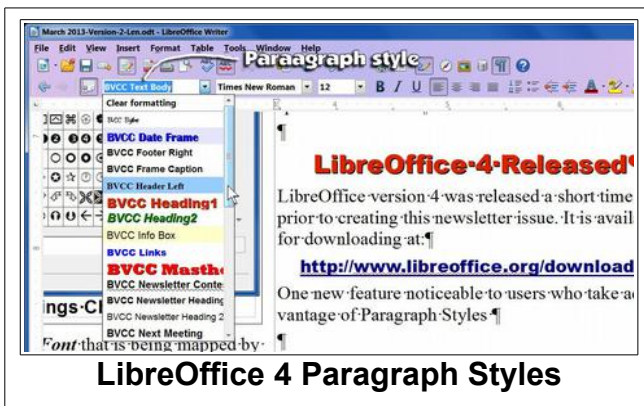 March 2013-Version-2-Len.odt - LibreOffice Writer
File Edit View Insert Format Table Tools Window Help
Paraagraph style
BVCC Text Body Times New Roman 12 B I U
Clear formatting
BVCC Date Frame
BVCC Footer Right
BVCC Frame Caption
BVCC Header Left
BVCC Heading1
BVCC Heading2
BVCC Info Box
BVCC Links
BVCC Masth
BVCC Newsletter Conte
BVCC Newsletter Heading
BVCC Newsletter Heading 2
BVCC Next Meeting
ings·C
Font·that·is·being·mapped·by·
¶
LibreOffice·4·Released¶
LibreOffice·version·4·was·released·a·short·time
prior·to·creating·this·newsletter·issue.·It·is·avail
for·downloading·at:¶
http://www.libreoffice.org/download
One·new·feature·noticeable·to·users·who·take·ad
vantage·of·Paragraph·Styles·¶
¶
LibreOffice 4 Paragraph Styles